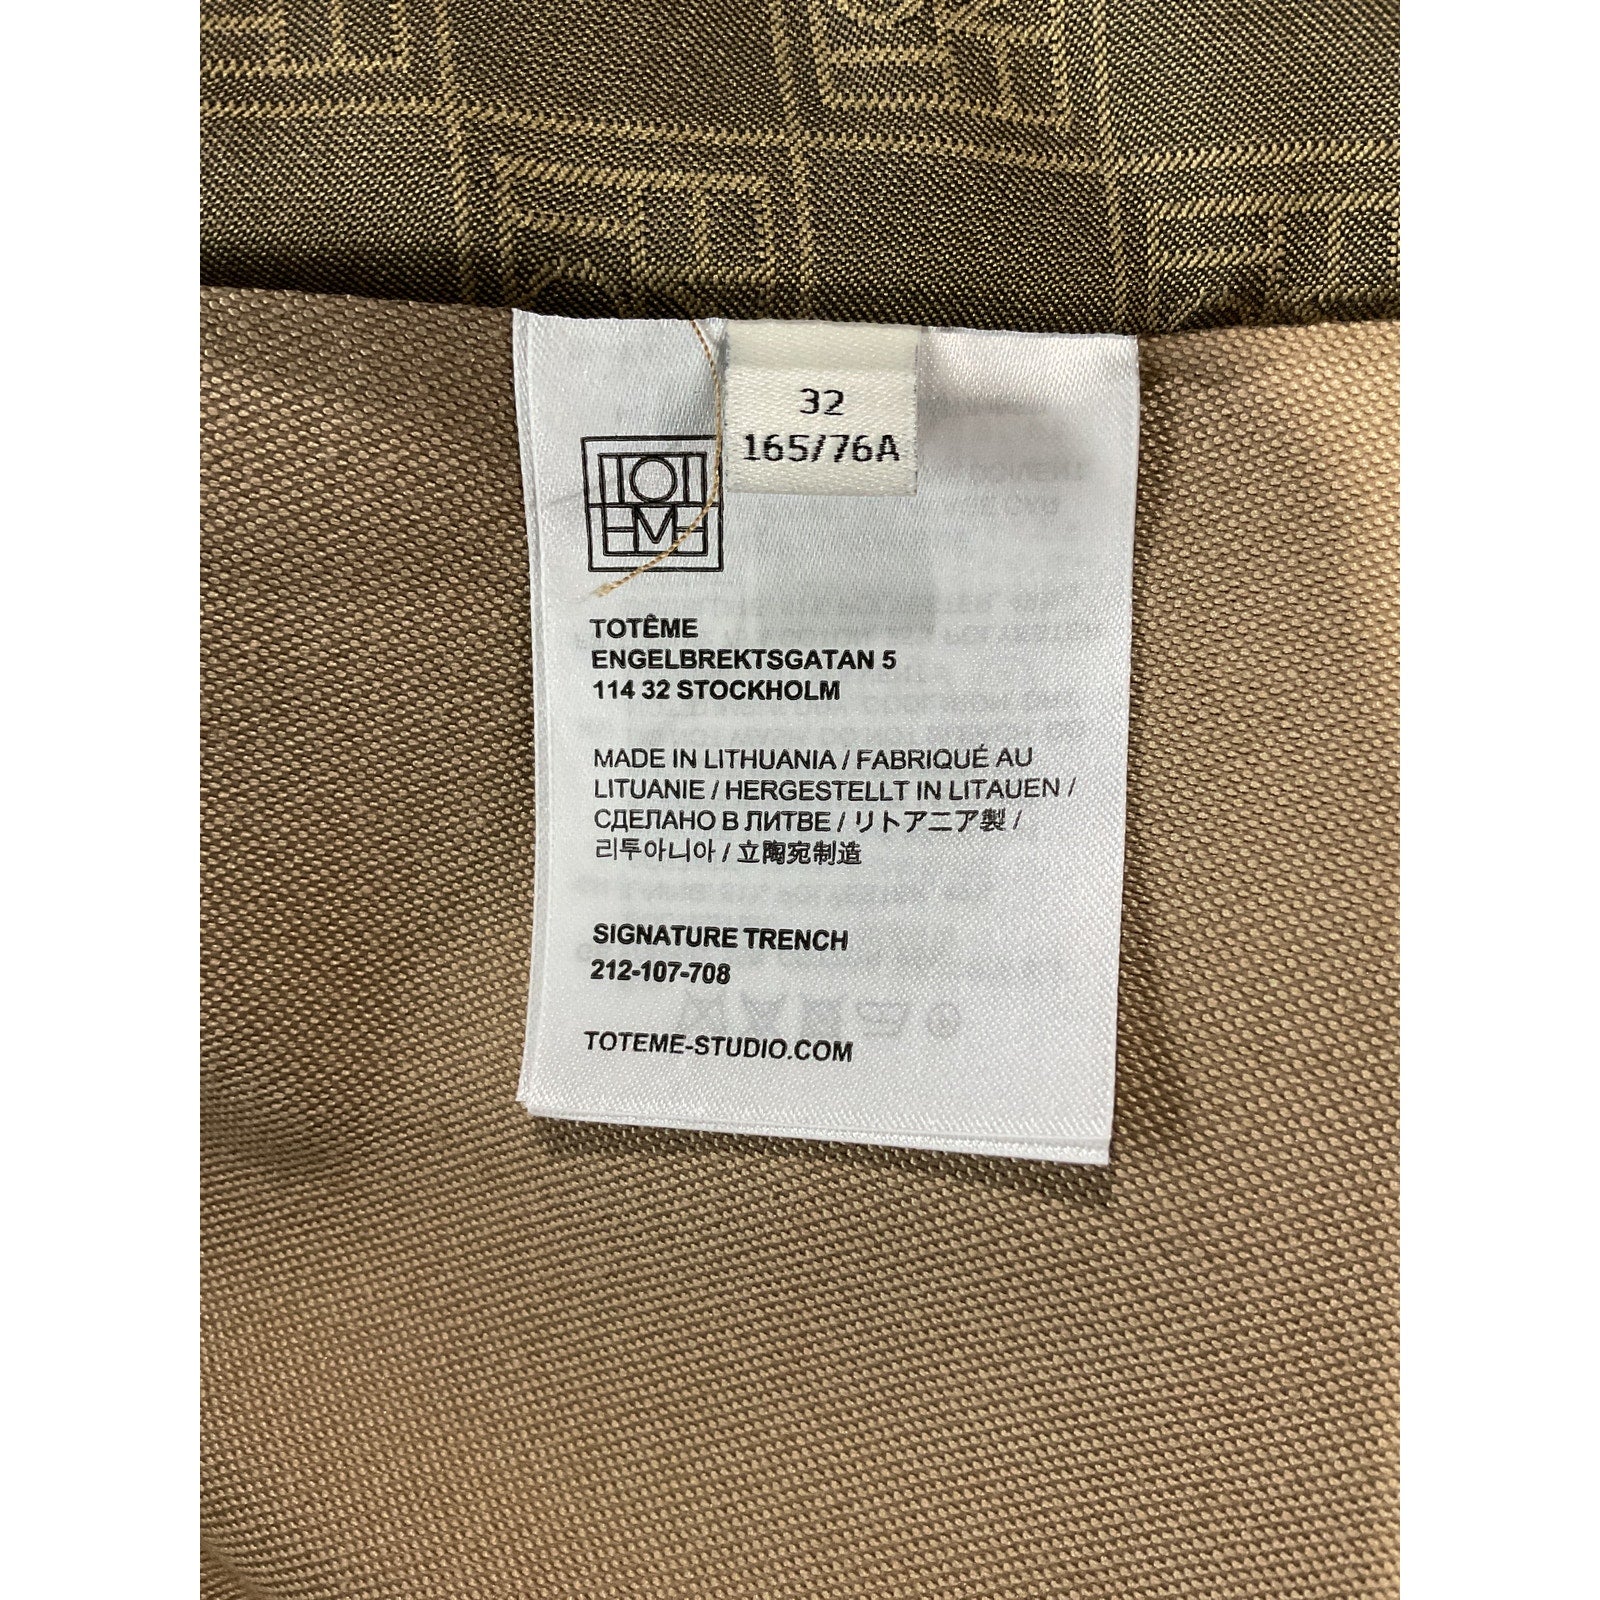 32
165/76A
TOTÊME
ENGELBREKTSGATAN 5
114 32 STOCKHOLM
MADE IN LITHUANIA / FABRIQUÉ AU
LITUANIE / HERGESTELLT IN LITAUEN /
СДЕЛАНО В ЛИТВЕ / リトアニア製 /
리투아니아 / 立陶宛制造
SIGNATURE TRENCH
212-107-708
TOTEME-STUDIO.COM